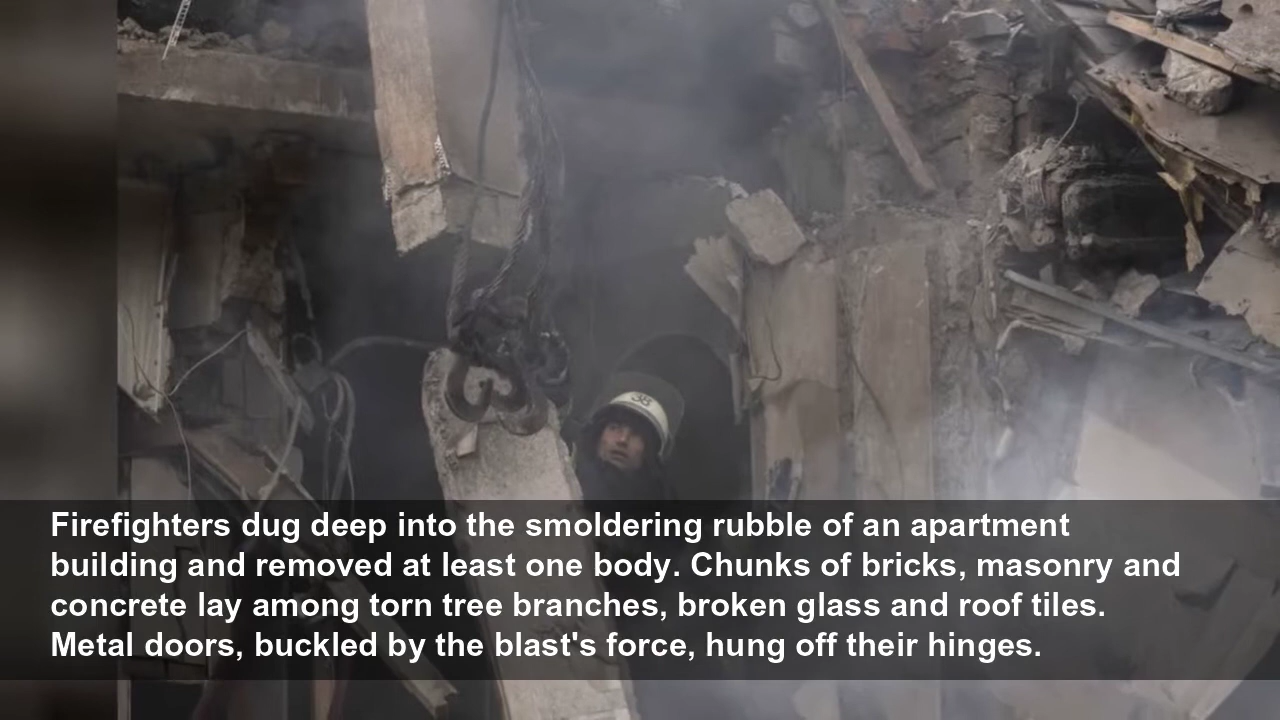 38
Firefighters dug deep into the smoldering rubble of an apartment
building and removed at least one body. Chunks of bricks, masonry and
concrete lay among torn tree branches, broken glass and roof tiles.
Metal doors, buckled by the blast's force, hung off their hinges.